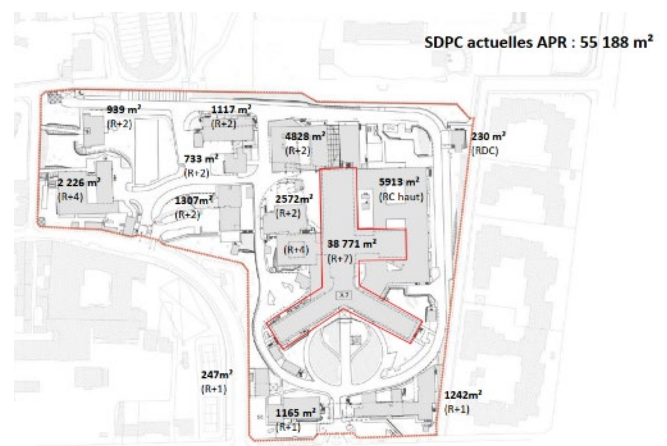 SDPC actuelles APR : 55 188 m²
939 m²
(R+2)
1117 m²
(R+2)
4828 m²
(R+2)
230 m²
(RDC)
733 m²
(R+2)
2 226 m²
(R+4)
1307m²
(R+2)
2572m²
(R+2)
5913 m²
(RC haut)
(R+4)
38 771 m²
(R+7)
247m²
(R+1)
1165 m²
(R+1)
1242m²
(R+1)